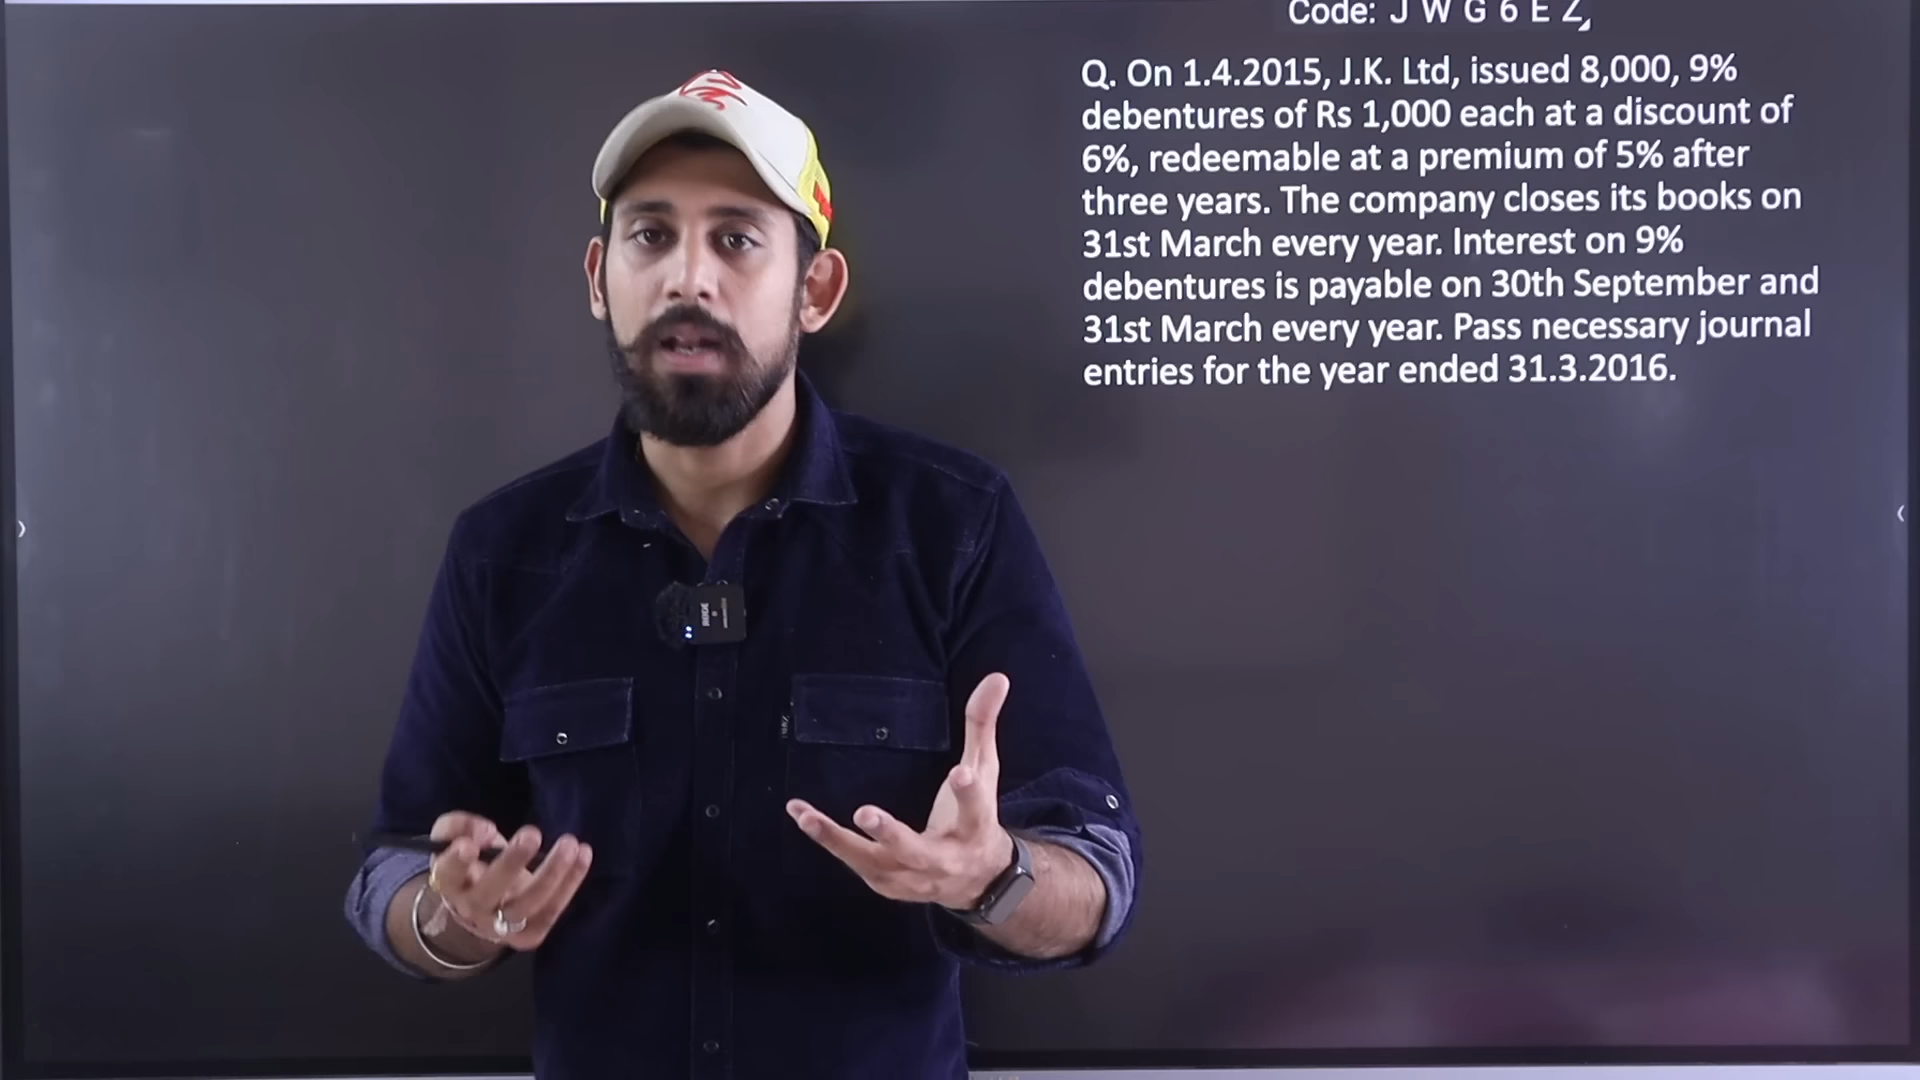 Code: J W G 6 E Z
Q. On 1.4.2015, J.K. Ltd, issued 8,000, 9%
debentures of Rs 1,000 each at a discount of
6%, redeemable at a premium of 5% after
three years. The company closes its books on
31st March every year. Interest on 9%
debentures is payable on 30th September and
31st March every year. Pass necessary journal
entries for the year ended 31.3.2016.
RODE